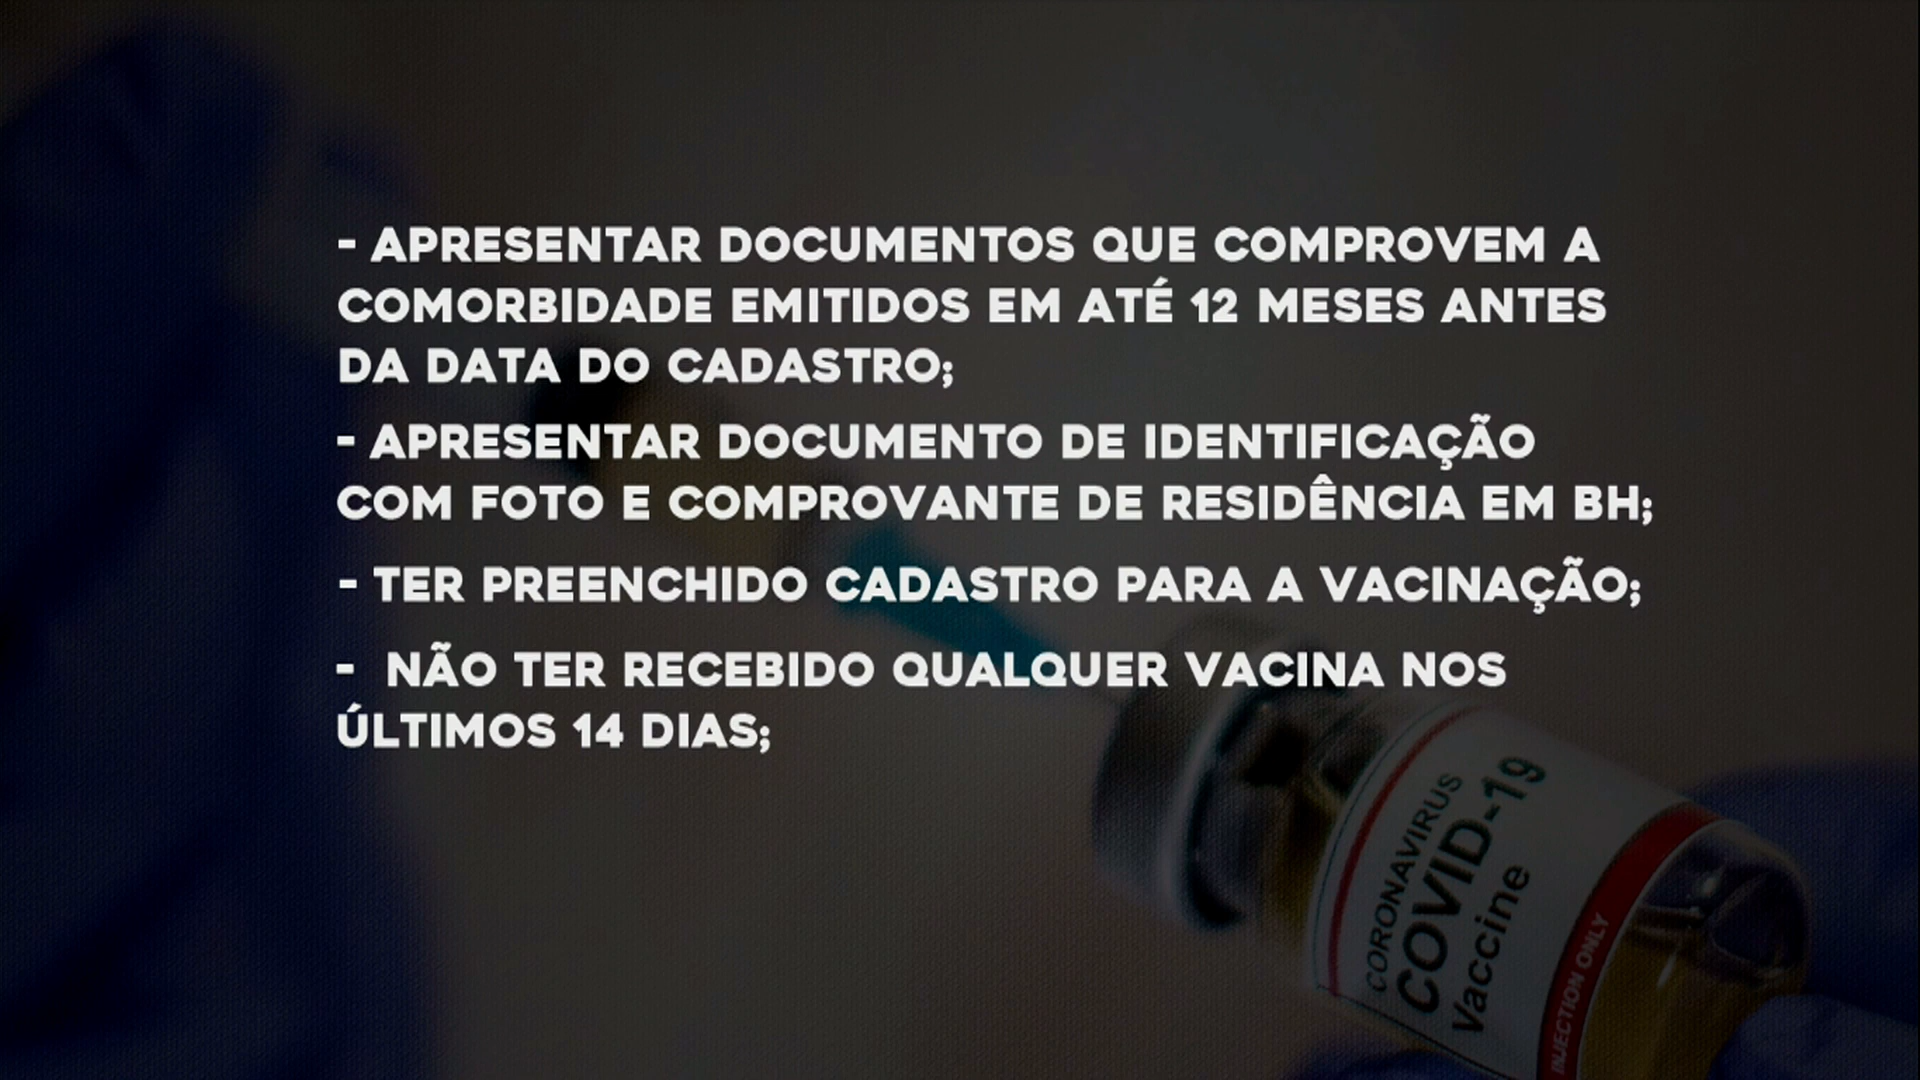 - APRESENTAR DOCUMENTOS QUE COMPROVEM A
COMORBIDADE EMITIDOS EM ATÉ 12 MESES ANTES
DA DATA DO CADASTRO;
- APRESENTAR DOCUMENTO DE IDENTIFICAÇÃO
COM FOTO E COMPROVANTE DE RESIDÊNCIA EM BH;
- TER PREENCHIDO CADASTRO PARA A VACINAÇÃO;
- NÃO TER RECEBIDO QUALQUER VACINA NOS
ÚLTIMOS 14 DIAS;
CORONAVIRUS
COVID-19
Vaccine
INJECTION ONLY